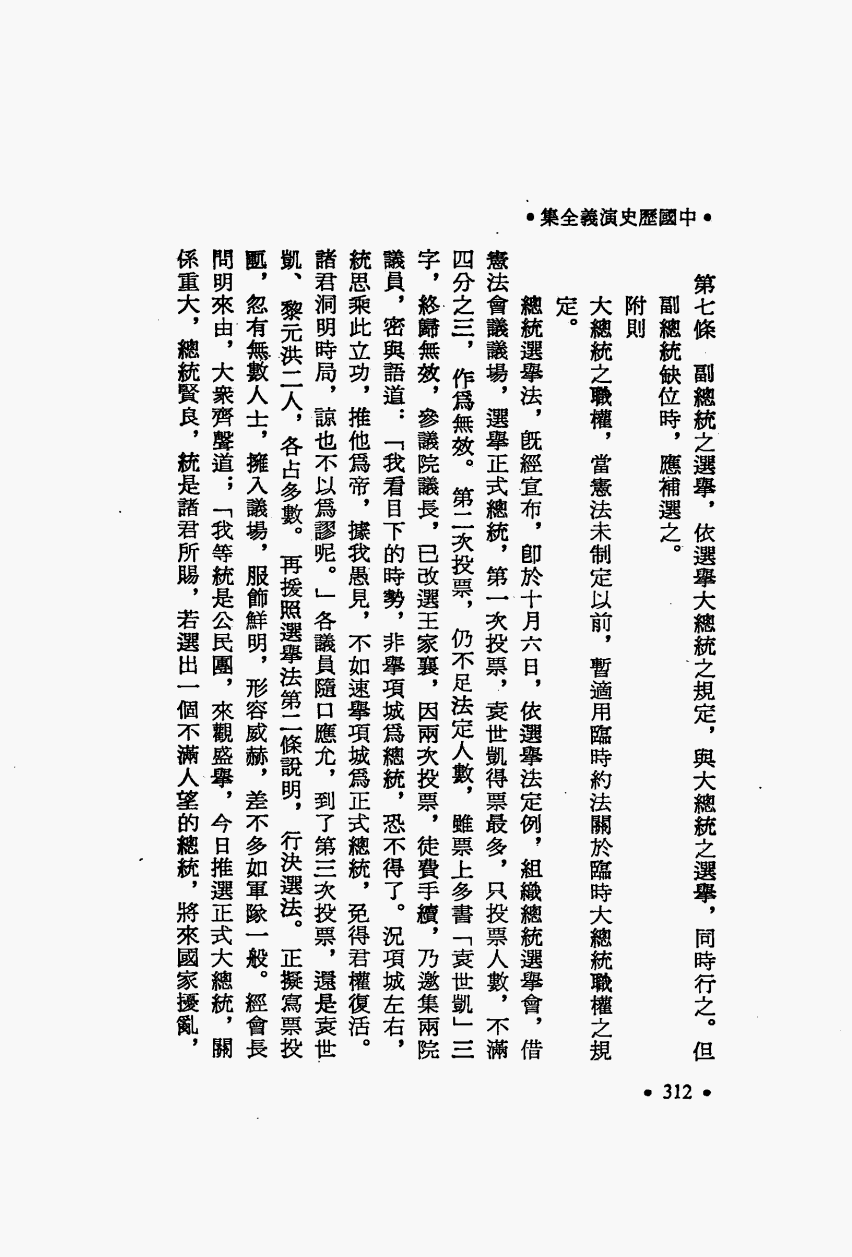 •中國歷史演義全集•
第七條　副總統之選舉，依選舉大總統之規定，與大總統之選舉，同時行之。但
副總統缺位時，應補選之。
附則
大總統之職權，當憲法未制定以前，暫適用臨時約法關於臨時大總統職權之規
定。
總統選舉法，旣經宣布，卽於十月六日，依選舉法定例，組織總統選舉會，借
憲法會議議場，選舉正式總統，第一次投票，袁世凱得票最多，只投票人數，不滿
四分之三，作爲無效。第二次投票，仍不足法定人數，雖票上多書「袁世凱」三
字，終歸無效，參議院議長，已改選王家襄，因兩次投票，徒費手續，乃邀集兩院
議員，密與語道：「我看目下的時勢，非舉項城爲總統，恐不得了。況項城左右，
統思乘此立功，推他爲帝，據我愚見，不如速舉項城爲正式總統，免得君權復活。
諸君洞明時局，諒也不以爲謬呢。」各議員隨口應允，到了第三次投票，還是袁世
凱、黎元洪二人，各占多數。再援照選舉法第二條說明，行決選法。正擬寫票投
匭，忽有無數人士，擁入議場，服飾鮮明，形容威赫，差不多如軍隊一般。經會長
問明來由，大衆齊聲道；「我等統是公民團，來觀盛舉，今日推選正式大總統，關
係重大，總統賢良，統是諸君所賜，若選出一個不滿人望的總統，將來國家擾亂，
• 312 •